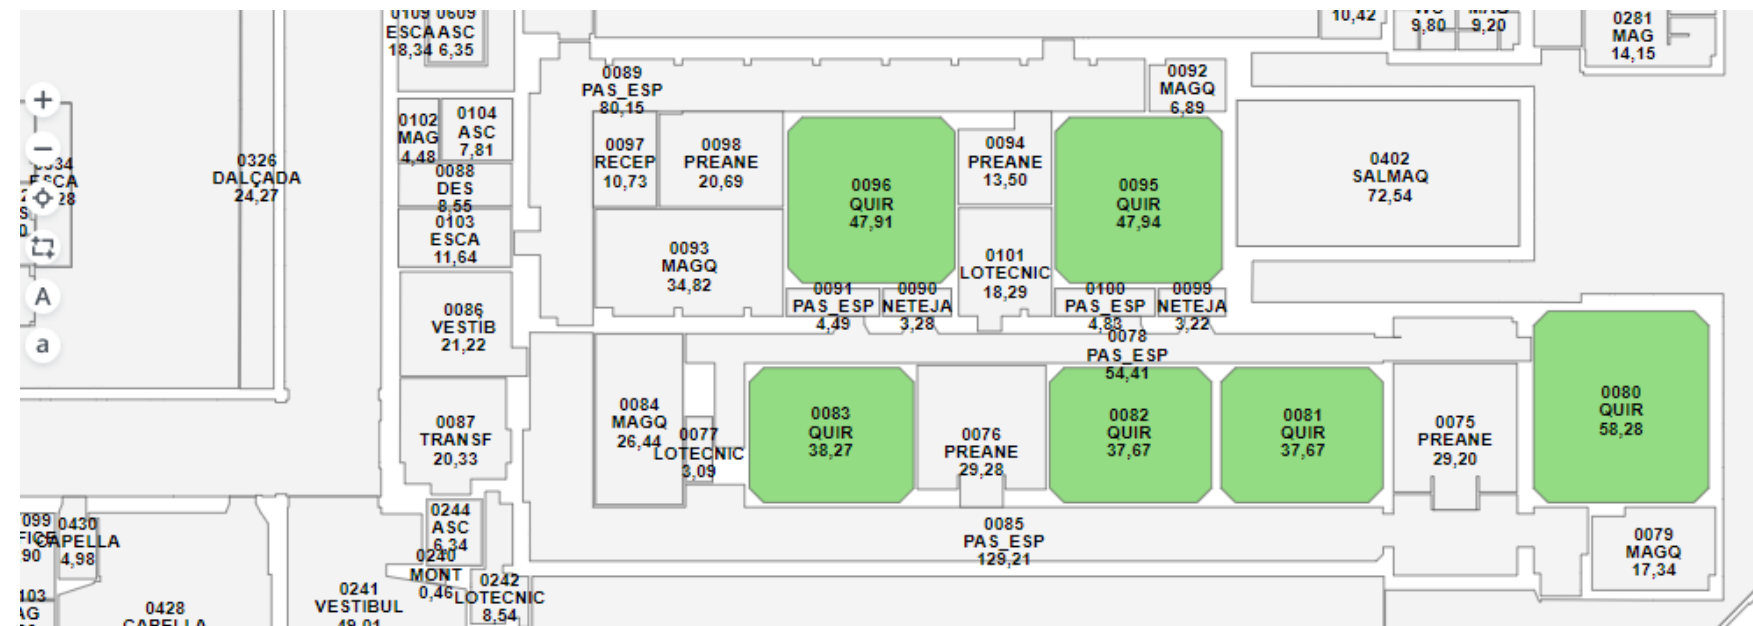 0109
ESCA
18,34
0609
ASC
6,35
10,42
9,80
9,20
0281
MAG
14,15
0089
PAS_ESP
80,15
0092
MAGQ
6,89
0102
MAG
4,48
0104
ASC
7,81
0097
RECEP
10,73
0098
PREANE
20,69
0096
QUIR
47,91
0094
PREANE
13,50
0095
QUIR
47,94
0402
SALMAQ
72,54
0326
DALÇADA
24,27
0088
DES
8,55
0103
ESCA
11,64
0093
MAGQ
34,82
0101
LOTECNIC
18,29
0091
PAS_ESP
4,49
0090
NETEJA
3,28
0100
PAS_ESP
4,83
0099
NETEJA
3,22
0086
VESTIB
21,22
0078
PAS_ESP
54,41
A
a
0087
TRANSF
20,33
0084
MAGQ
26,44
0077
LOTECNIC
3,09
0083
QUIR
38,27
0076
PREANE
29,28
0082
QUIR
37,67
0081
QUIR
37,67
0075
PREANE
29,20
0080
QUIR
58,28
0244
ASC
6,34
0085
PAS_ESP
129,21
0079
MAGQ
17,34
0430
CAPELLA
4,98
0240
MONT
0,46
0242
LOTECNIC
8,54
0241
VESTIBUL
49,01
0428
CAPELLA